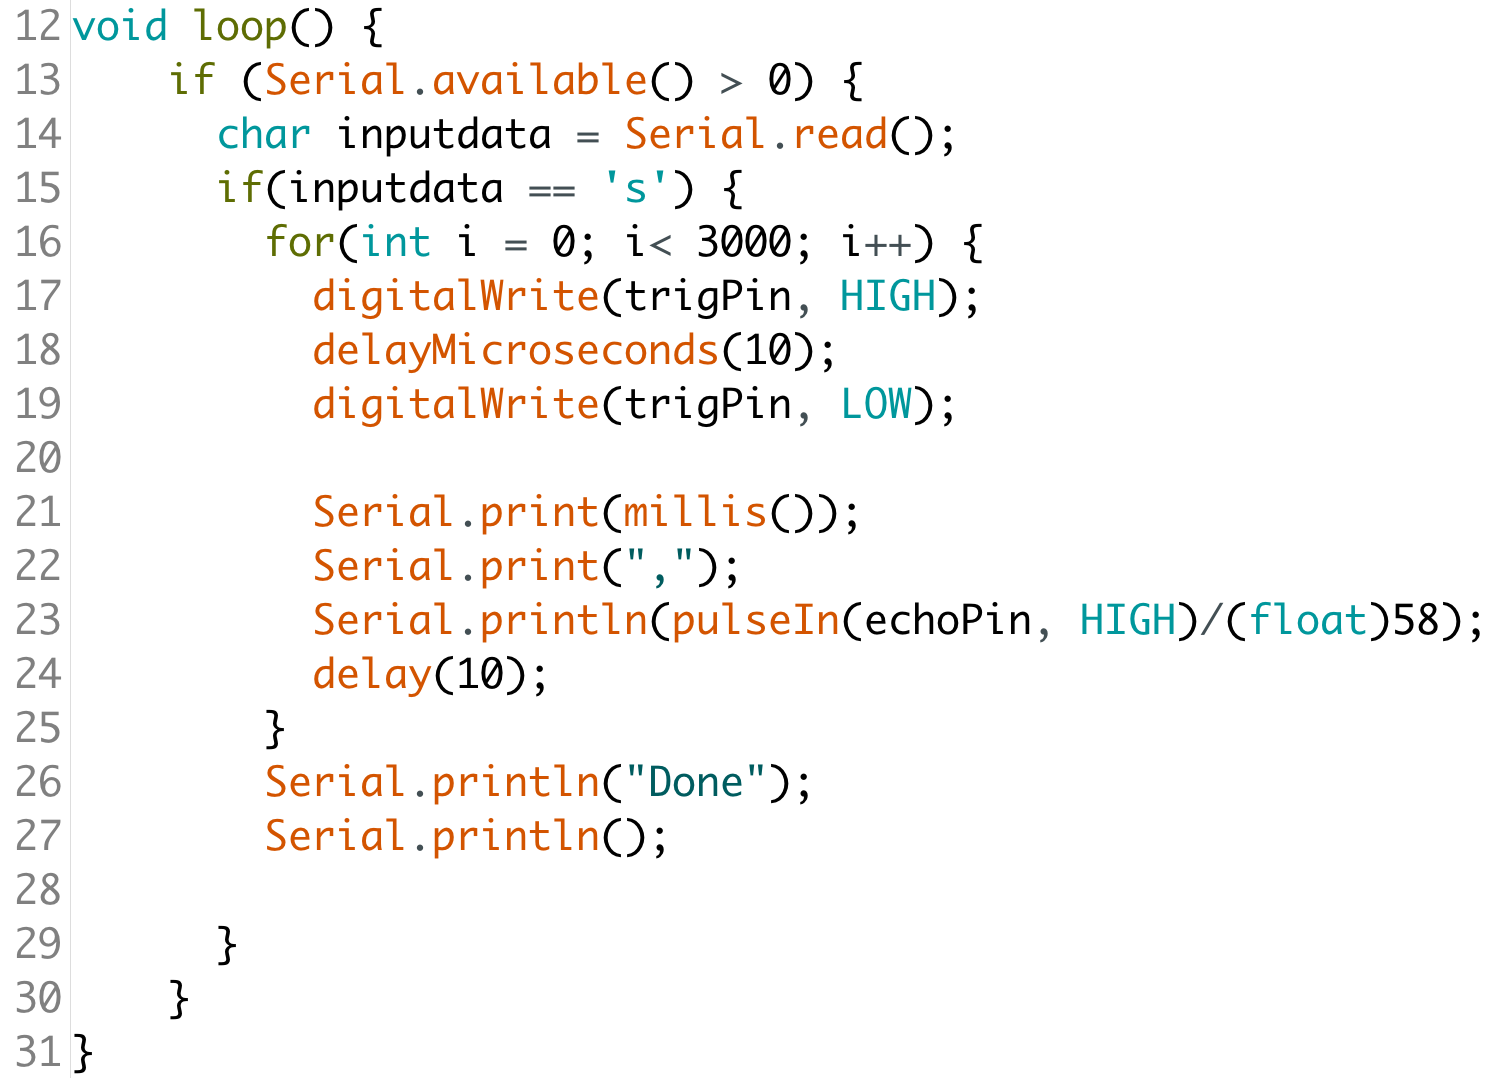 12 void loop() {
13     if (Serial.available() > 0) {
14       char inputdata = Serial.read();
15       if(inputdata == 's') {
16         for(int i = 0; i< 3000; i++) {
17           digitalWrite(trigPin, HIGH);
18           delayMicroseconds(10);
19           digitalWrite(trigPin, LOW);
20
21           Serial.print(millis());
22           Serial.print(",");
23           Serial.println(pulseIn(echoPin, HIGH)/(float)58);
24           delay(10);
25         }
26         Serial.println("Done");
27         Serial.println();
28
29       }
30     }
31 }